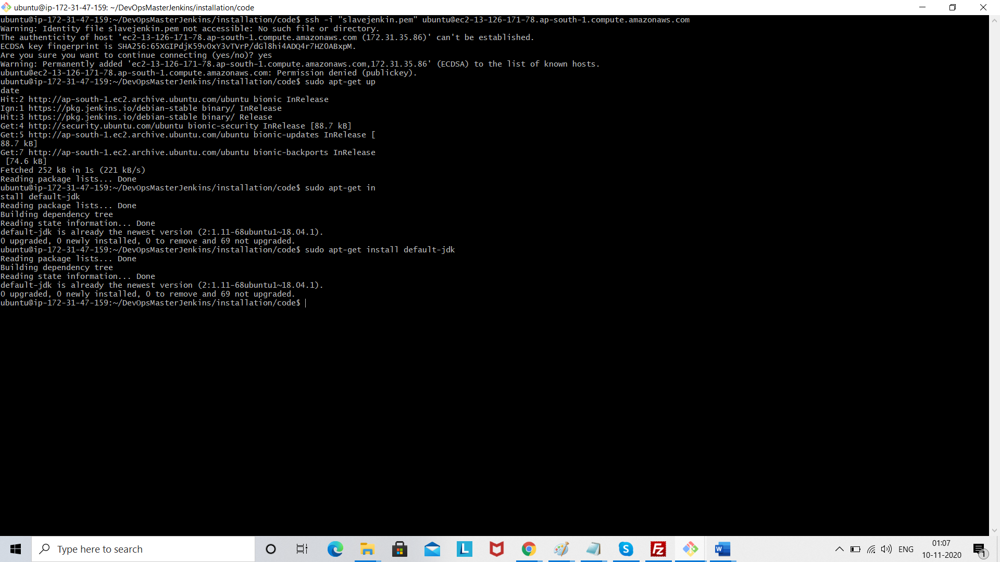 ubuntu@ip-172-31-47-159: ~/DevOpsMasterJenkins/installation/code
ubuntu@ip-172-31-47-159:~/DevOpsMasterJenkins/installation/code$ ssh -i "slavejenkin.pem" ubuntu@ec2-13-126-171-78.ap-south-1.compute.amazonaws.com
Warning: Identity file slavejenkin.pem not accessible: No such file or directory.
The authenticity of host 'ec2-13-126-171-78.ap-south-1.compute.amazonaws.com (172.31.35.86)' can't be established.
ECDSA key fingerprint is SHA256:65XGIPdjK59vOxY3vTVrP/dGl8hi4ADQ4r7HZOABxpM.
Are you sure you want to continue connecting (yes/no)? yes
Warning: Permanently added 'ec2-13-126-171-78.ap-south-1.compute.amazonaws.com,172.31.35.86' (ECDSA) to the list of known hosts.
ubuntu@ec2-13-126-171-78.ap-south-1.compute.amazonaws.com: Permission denied (publickey).
ubuntu@ip-172-31-47-159:~/DevOpsMasterJenkins/installation/code$ sudo apt-get up
date
Hit:2 http://ap-south-1.ec2.archive.ubuntu.com/ubuntu bionic InRelease
Ign:1 https://pkg.jenkins.io/debian-stable binary/ InRelease
Hit:3 https://pkg.jenkins.io/debian-stable binary/ Release
Get:4 http://security.ubuntu.com/ubuntu bionic-security InRelease [88.7 kB]
Get:5 http://ap-south-1.ec2.archive.ubuntu.com/ubuntu bionic-updates InRelease [
88.7 kB]
Get:7 http://ap-south-1.ec2.archive.ubuntu.com/ubuntu bionic-backports InRelease
[74.6 kB]
Fetched 252 kB in 1s (221 kB/s)
Reading package lists... Done
ubuntu@ip-172-31-47-159:~/DevOpsMasterJenkins/installation/code$ sudo apt-get in
stall default-jdk
Reading package lists... Done
Building dependency tree
Reading state information... Done
default-jdk is already the newest version (2:1.11-68ubuntu1~18.04.1).
0 upgraded, 0 newly installed, 0 to remove and 69 not upgraded.
ubuntu@ip-172-31-47-159:~/DevOpsMasterJenkins/installation/code$ sudo apt-get install default-jdk
Reading package lists... Done
Building dependency tree
Reading state information... Done
default-jdk is already the newest version (2:1.11-68ubuntu1~18.04.1).
0 upgraded, 0 newly installed, 0 to remove and 69 not upgraded.
ubuntu@ip-172-31-47-159:~/DevOpsMasterJenkins/installation/code$
Type here to search
L
S
Fz
W
ENG
01:07
10-11-2020
1